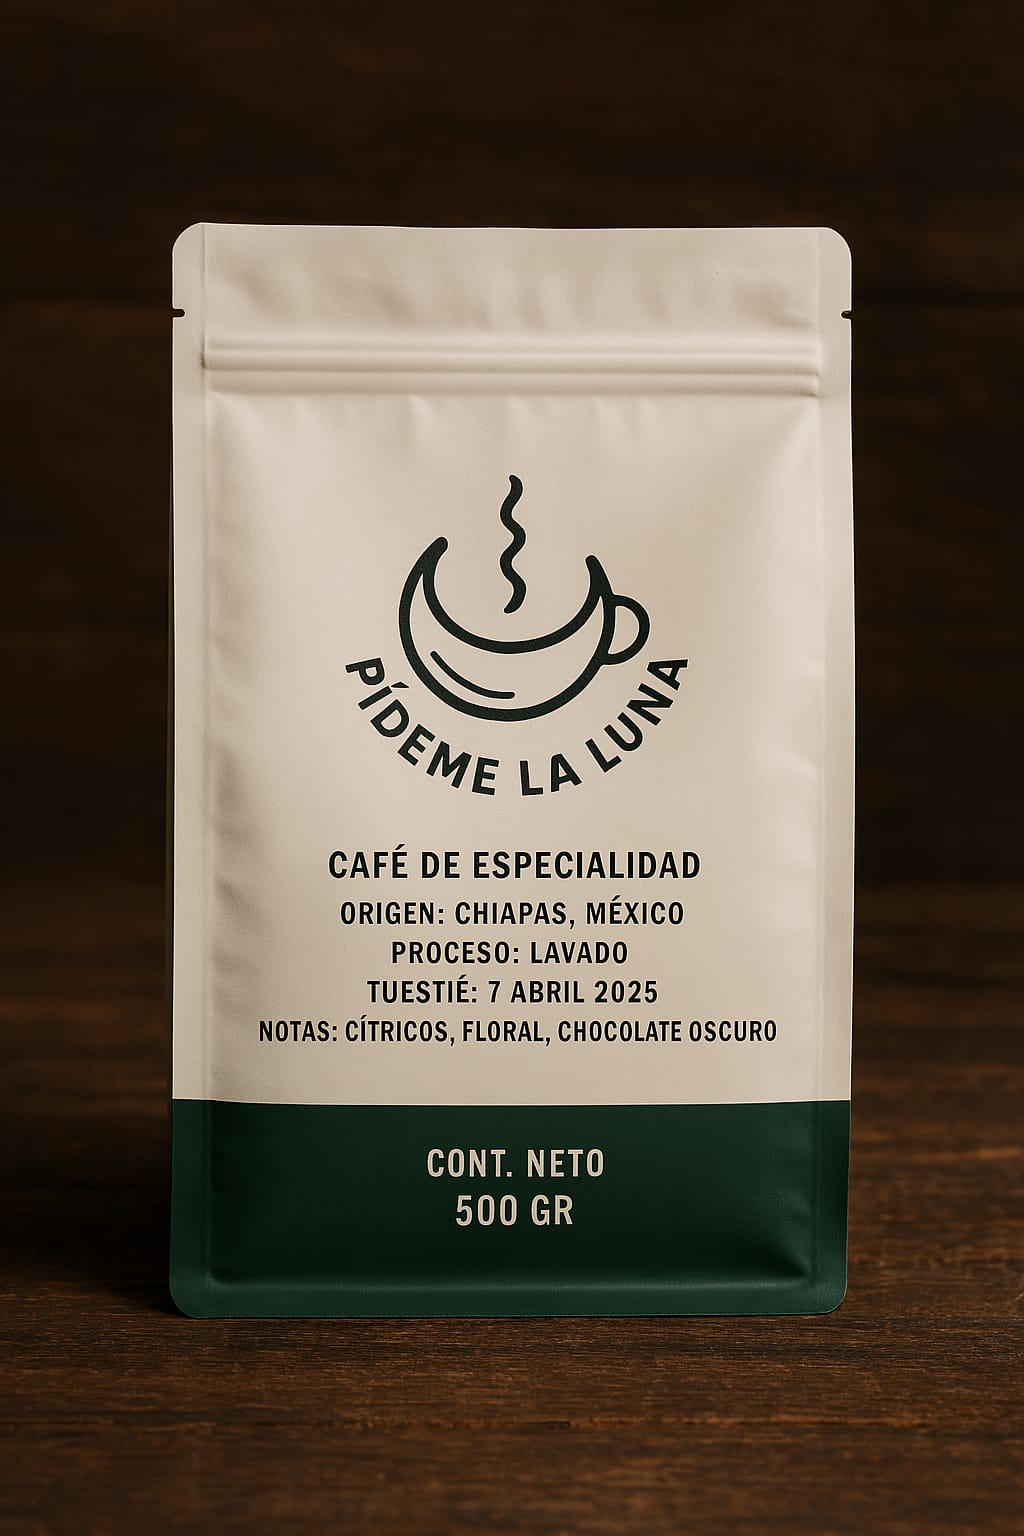 PÍDEME LA LUNA
CAFÉ DE ESPECIALIDAD
ORIGEN: CHIAPAS, MÉXICO
PROCESO: LAVADO
TUESTIÉ: 7 ABRIL 2025
NOTAS: CÍTRICOS, FLORAL, CHOCOLATE OSCURO
CONT. NETO
500 GR